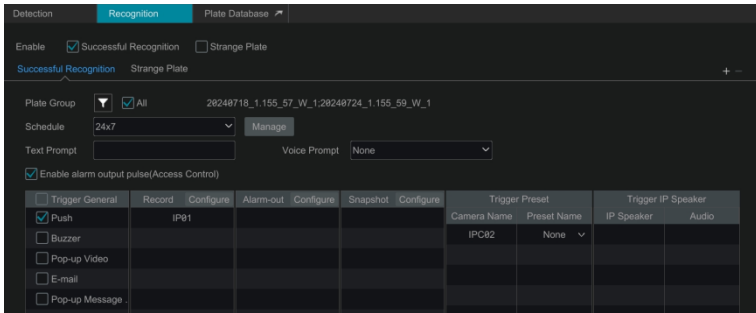 Detection Recognition Plate Database
Enable Successful Recognition Strange Plate
Successful Recognition Strange Plate + −
Plate Group All 20240718_1.155_57_W_1;20240724_1.155_59_W_1
Schedule 24x7 Manage
Text Prompt Voice Prompt None
Enable alarm output pulse(Access Control)
Trigger General Record Configure Alarm-out Configure Snapshot Configure Trigger Preset Trigger IP Speaker
Push IP01 Camera Name Preset Name IP Speaker Audio
Buzzer IPC02 None
Pop-up Video
E-mail
Pop-up Message .